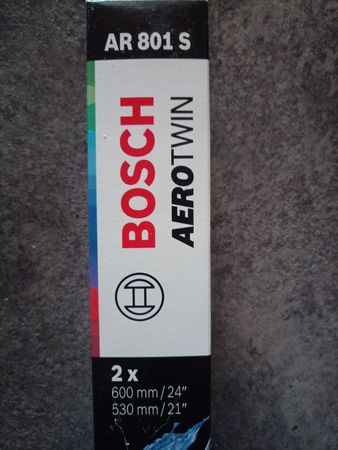 AR 801 S
BOSCH
AEROTWIN
2 x
600 mm / 24"
530 mm / 21"